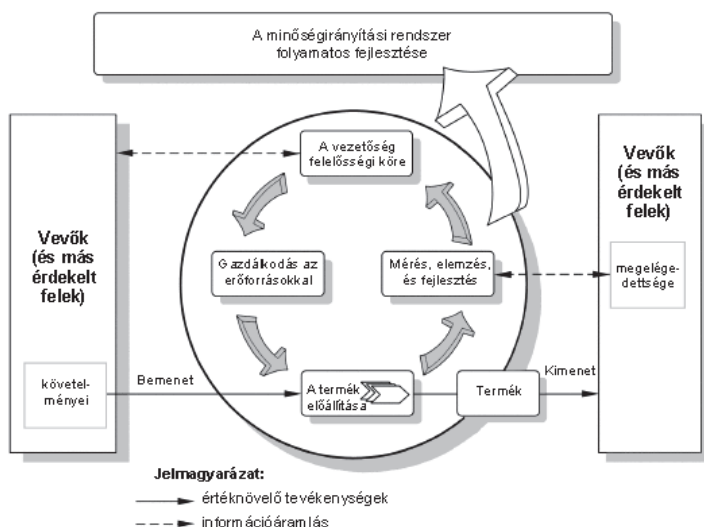 A minőségirányítási rendszer
folyamatos fejlesztése
A vezetőség
felelősségi köre
Vevők
(és más
érdekelt
felek)
Vevők
(és más
érdekelt
felek)
Gazdálkodás az
erőforrásokkal
Mérés, elemzés,
és fejlesztés
megelége-
dettsége
követel-
ményei
Bemenet
A termék
előállítása
Termék
Kimenet
Jelmagyarázat:
értéknövelő tevékenységek
információáramlás